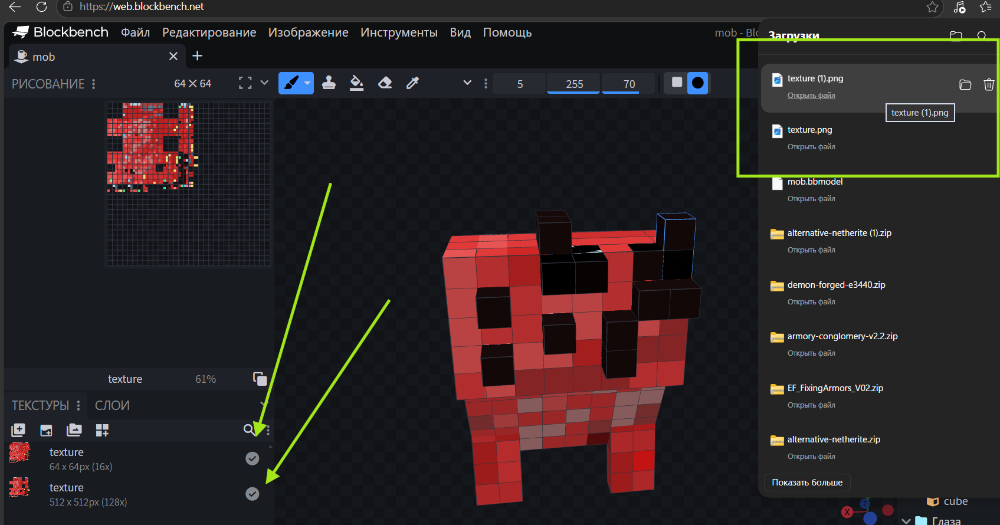 https://web.blockbench.net
Blockbench Файл Редактирование Изображение Инструменты Вид Помощь
mob - Blo
mob
РИСОВАНИЕ
64 × 64
5
255
70
texture
61%
ТЕКСТУРЫ
СЛОИ
texture
64 x 64px (16x)
texture
512 x 512px (128x)
Загрузки
texture (1).png
Открыть файл
texture (1).png
texture.png
Открыть файл
mob.bbmodel
Открыть файл
alternative-netherite (1).zip
Открыть файл
demon-forged-e3440.zip
Открыть файл
armory-conglomery-v2.2.zip
Открыть файл
EF_FixingArmors_V02.zip
Открыть файл
alternative-netherite.zip
Открыть файл
Показать больше
cube
Глаза
X
Z